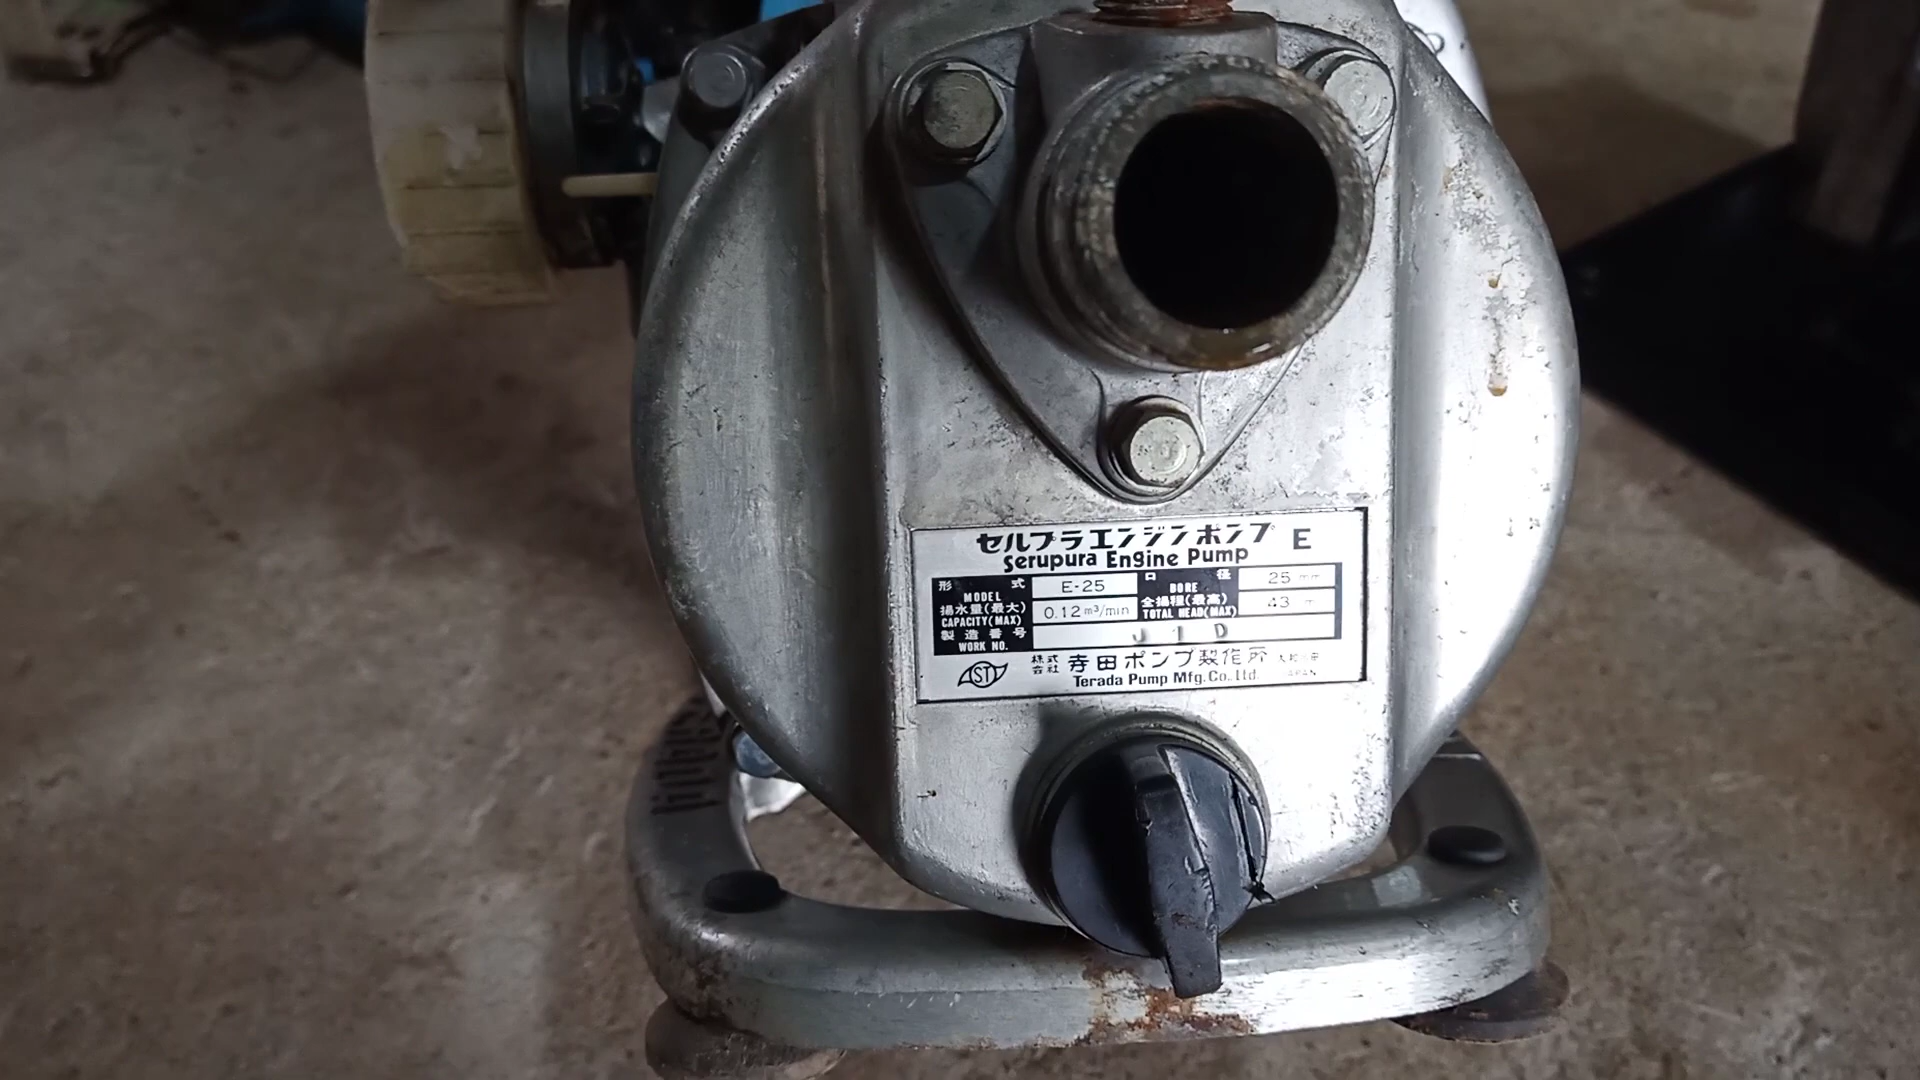 セルプラエンジンポンプ E
Serupura Engine Pump
形式 E-25 口径 25 mm
MODEL BORE
揚水量(最大) 0.12 m³/min 全揚程(最高) 43 m
CAPACITY(MAX) TOTAL HEAD(MAX)
製造番号 J 1 D
WORK NO.
ST 株式会社 寺田ポンプ製作所
Terada Pump Mfg.Co.,Ltd. JAPAN